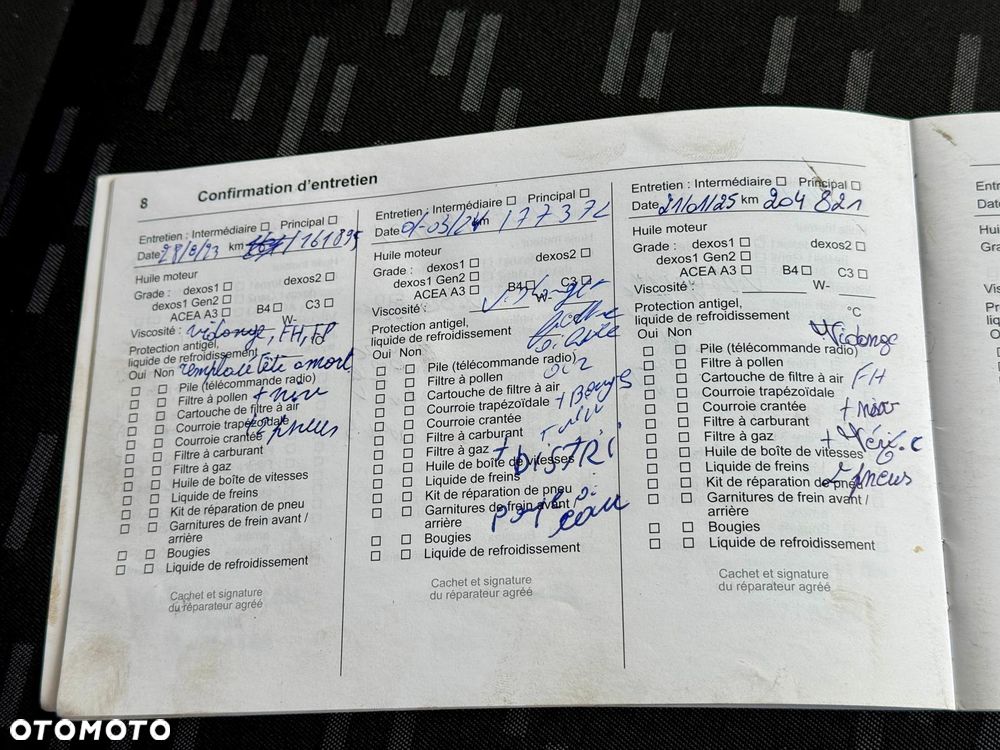 8 Confirmation d'entretien
Entretien : Intermédiaire □ Principal □
Date 28/8/23 km 161895
Huile moteur
Grade : dexos1 □ dexos2 □
dexos1 Gen2 □
ACEA A3 □ B4 □ C3 □
Viscosité : W-
vidange, FH, FP
Protection antigel,
liquide de refroidissement
Oui Non
□ □ Pile (télécommande radio)
□ □ Filtre à pollen
□ □ Cartouche de filtre à air
□ □ Courroie trapézoïdale
pneus
□ □ Courroie crantée
□ □ Filtre à carburant
□ □ Filtre à gaz
□ □ Huile de boîte de vitesses
□ □ Liquide de freins
□ □ Kit de réparation de pneu
□ □ Garnitures de frein avant /
arrière
□ □ Bougies
□ □ Liquide de refroidissement
Cachet et signature
du réparateur agréé
Entretien : Intermédiaire □ Principal □
Date 01-03/24 km 177372
Huile moteur
Grade : dexos1 □ dexos2 □
dexos1 Gen2 □
ACEA A3 □ B4 □ C3 □
Viscosité : W-
Protection antigel,
liquide de refroidissement
Oui Non
□ □ Pile (télécommande radio)
□ □ Filtre à pollen
□ □ Cartouche de filtre à air
□ □ Courroie trapézoïdale
□ □ Courroie crantée
□ □ Filtre à carburant
□ □ Filtre à gaz
+ DISTRI
□ □ Huile de boîte de vitesses
□ □ Liquide de freins
□ □ Kit de réparation de pneu
□ □ Garnitures de frein avant /
arrière
eau
□ □ Bougies
□ □ Liquide de refroidissement
Cachet et signature
du réparateur agréé
Entretien : Intermédiaire □ Principal □
Date 21/01/25 km 204 821
Huile moteur
Grade : dexos1 □ dexos2 □
dexos1 Gen2 □
ACEA A3 □ B4 □ C3 □
Viscosité : W-
Protection antigel, °C
liquide de refroidissement
Vidange
Oui Non
□ □ Pile (télécommande radio)
□ □ Filtre à pollen
□ □ Cartouche de filtre à air FH
□ □ Courroie trapézoïdale
□ □ Courroie crantée
□ □ Filtre à carburant
□ □ Filtre à gaz
□ □ Huile de boîte de vitesses
□ □ Liquide de freins
□ □ Kit de réparation de pneu
pneus
□ □ Garnitures de frein avant /
arrière
□ □ Bougies
□ □ Liquide de refroidissement
Cachet et signature
du réparateur agréé
OTOMOTO